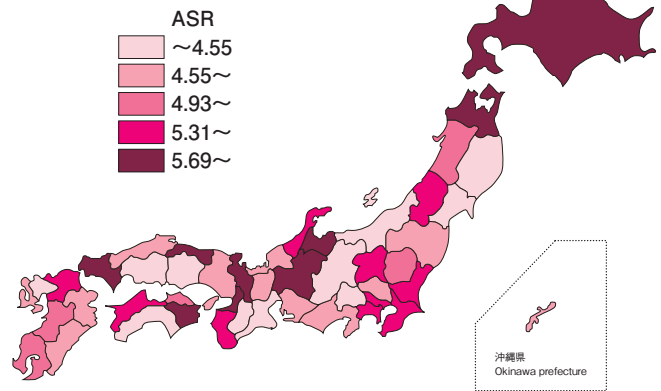 ASR
～4.55
4.55～
4.93～
5.31～
5.69～
沖縄県
Okinawa prefecture